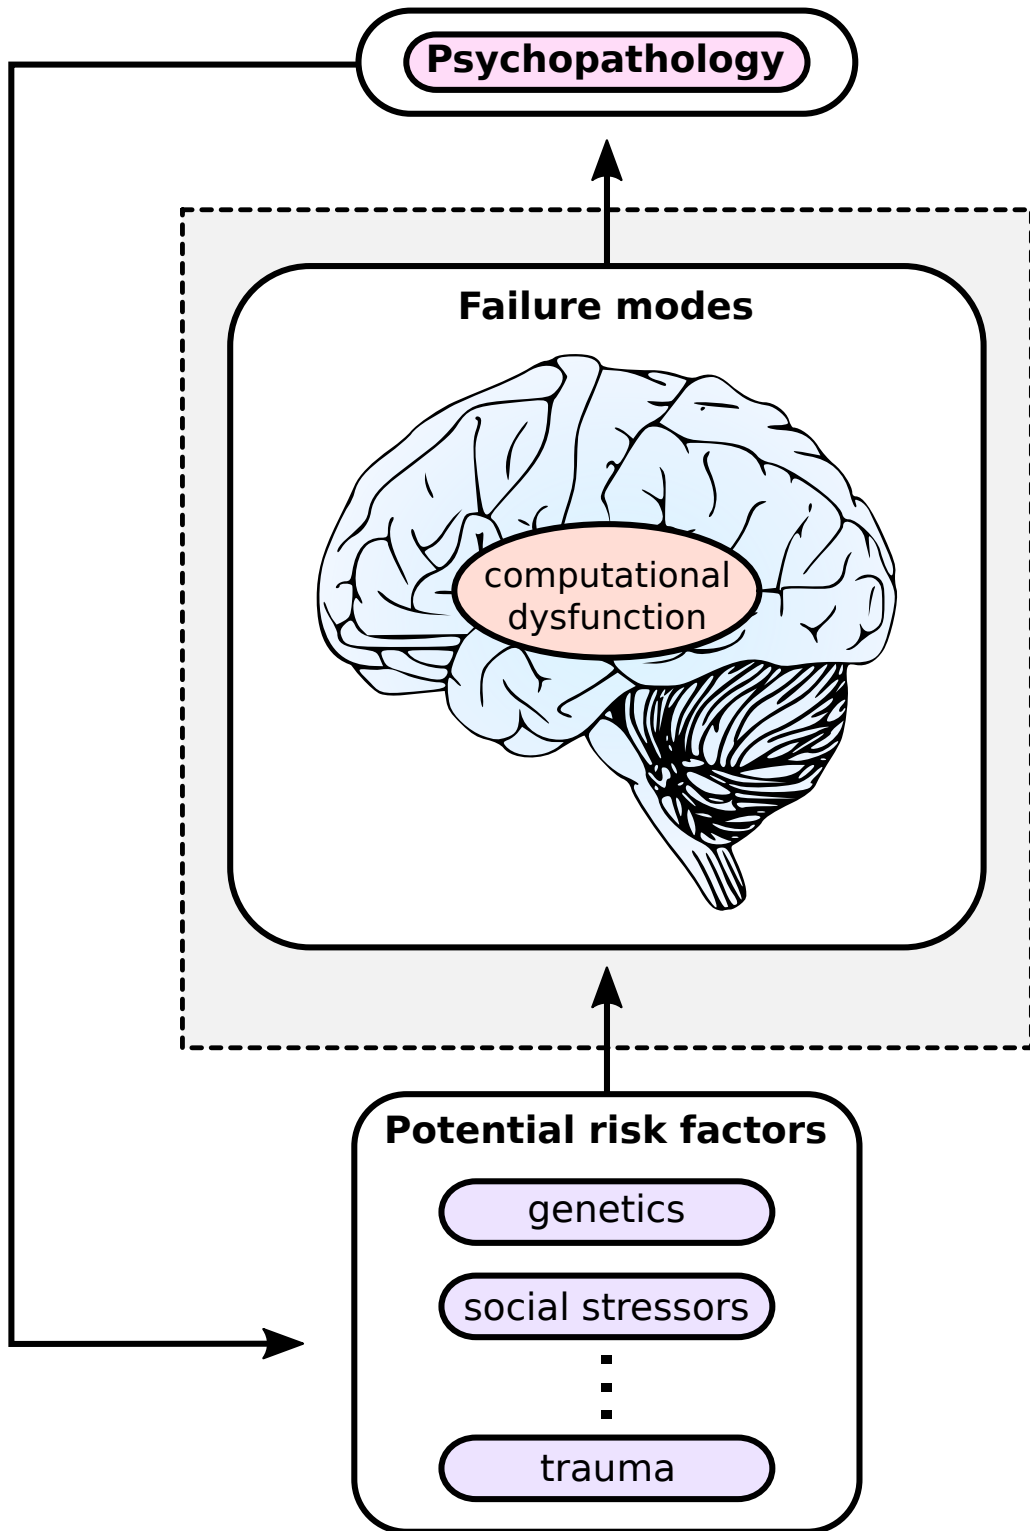 Psychopathology
Failure modes
computational
dysfunction
Potential risk factors
genetics
social stressors
trauma